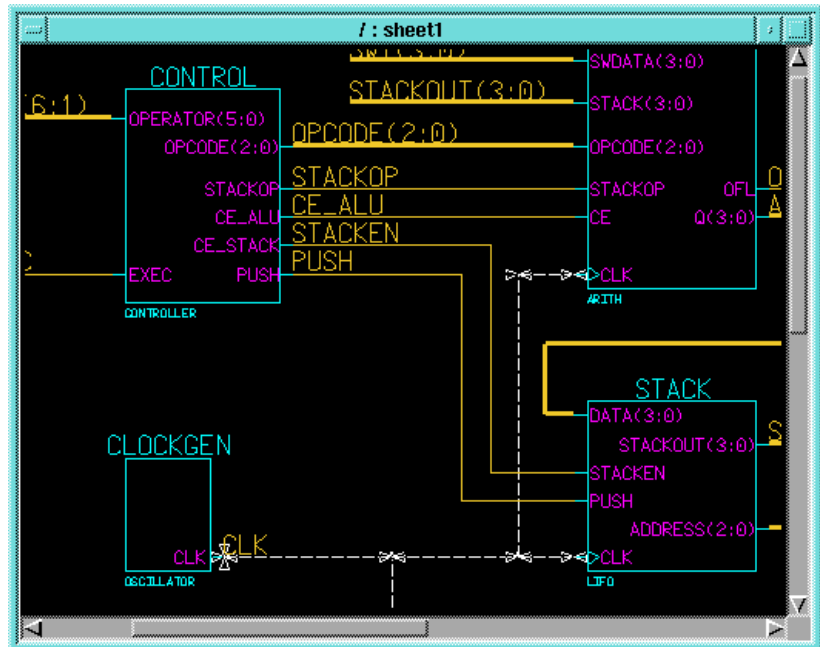 / : sheet1
CONTROL
SWDATA(3:0)
6:1)
STACKOUT(3:0)
STACK(3:0)
OPERATOR(5:0)
OPCODE(2:0)
OPCODE(2:0)
OPCODE(2:0)
STACKOP
STACKOP
STACKOP
OFL
O
CE_ALU
CE_ALU
CE
Q(3:0)
A
CE_STACK
STACKEN
EXEC
PUSH
PUSH
CLK
CONTROLLER
ARITH
STACK
DATA(3:0)
CLOCKGEN
STACKOUT(3:0)
S
STACKEN
PUSH
ADDRESS(2:0)
CLK
CLK
CLK
OSCILLATOR
LIFO